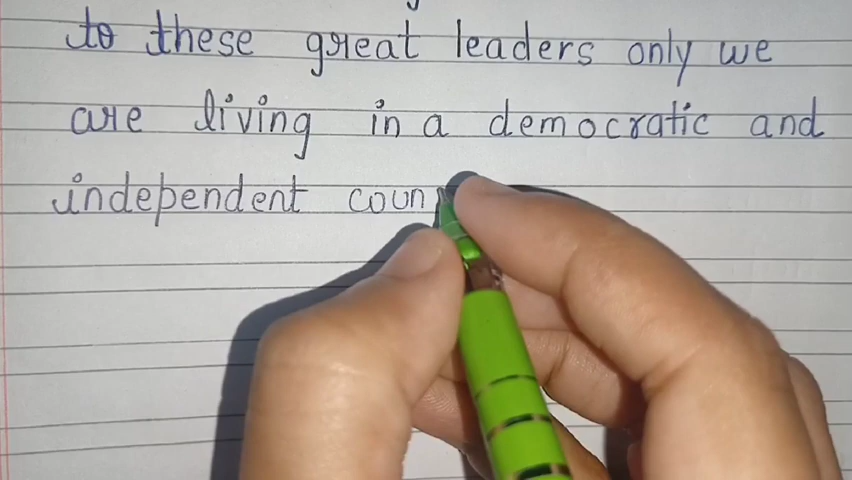 to these great leaders only we
are living in a democratic and
independent coun